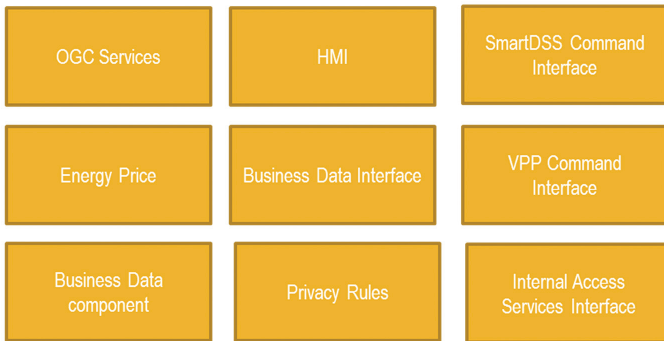 OGC Services
HMI
SmartDSS Command
Interface
Energy Price
Business Data Interface
VPP Command
Interface
Business Data
component
Privacy Rules
Internal Access
Services Interface